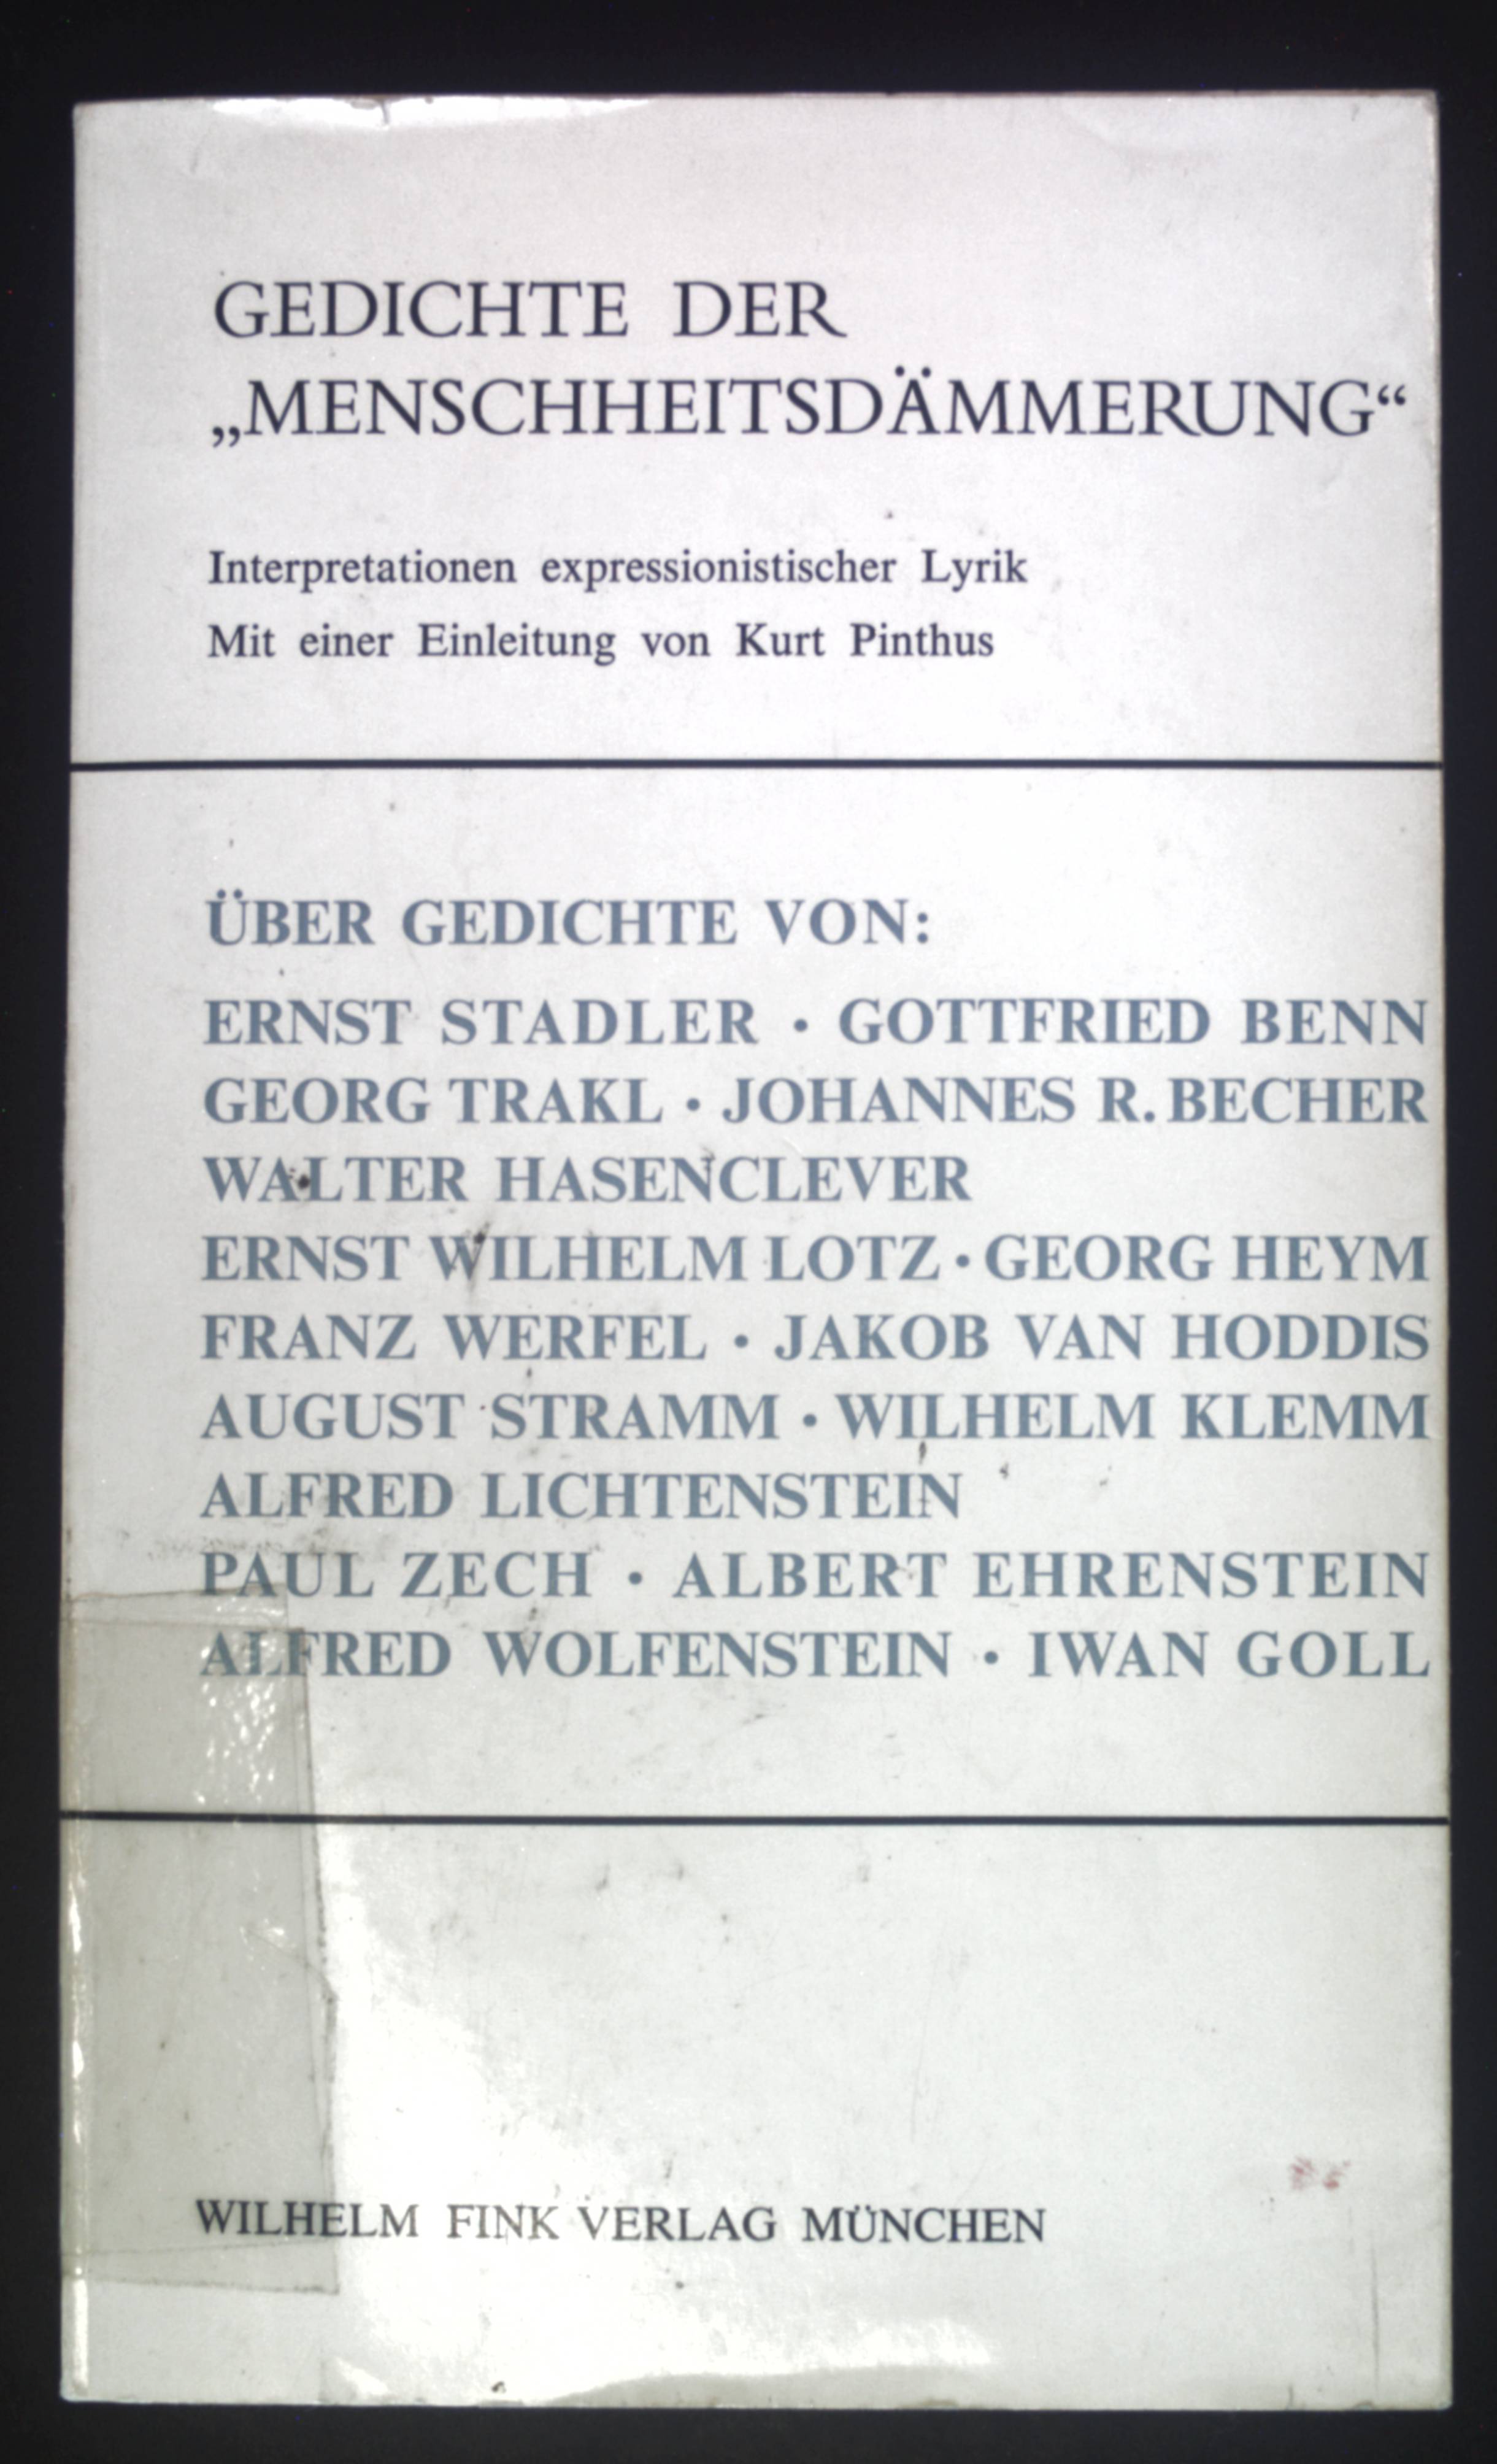 GEDICHTE DER
„MENSCHHEITSDÄMMERUNG“
Interpretationen expressionistischer Lyrik
Mit einer Einleitung von Kurt Pinthus
ÜBER GEDICHTE VON:
ERNST STADLER · GOTTFRIED BENN
GEORG TRAKL · JOHANNES R. BECHER
WALTER HASENCLEVER
ERNST WILHELM LOTZ · GEORG HEYM
FRANZ WERFEL · JAKOB VAN HODDIS
AUGUST STRAMM · WILHELM KLEMM
ALFRED LICHTENSTEIN
PAUL ZECH · ALBERT EHRENSTEIN
ALFRED WOLFENSTEIN · IWAN GOLL
WILHELM FINK VERLAG MÜNCHEN